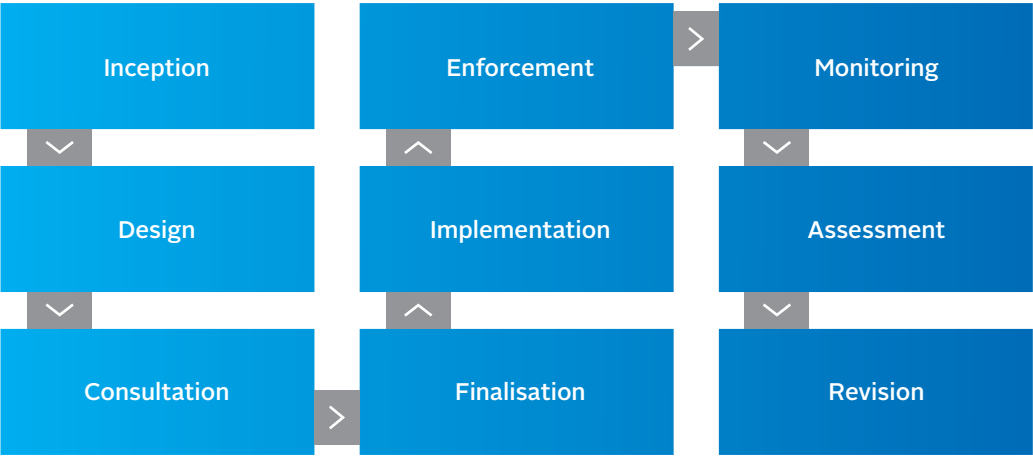 Inception
Design
Consultation
Finalisation
Implementation
Enforcement
Monitoring
Assessment
Revision